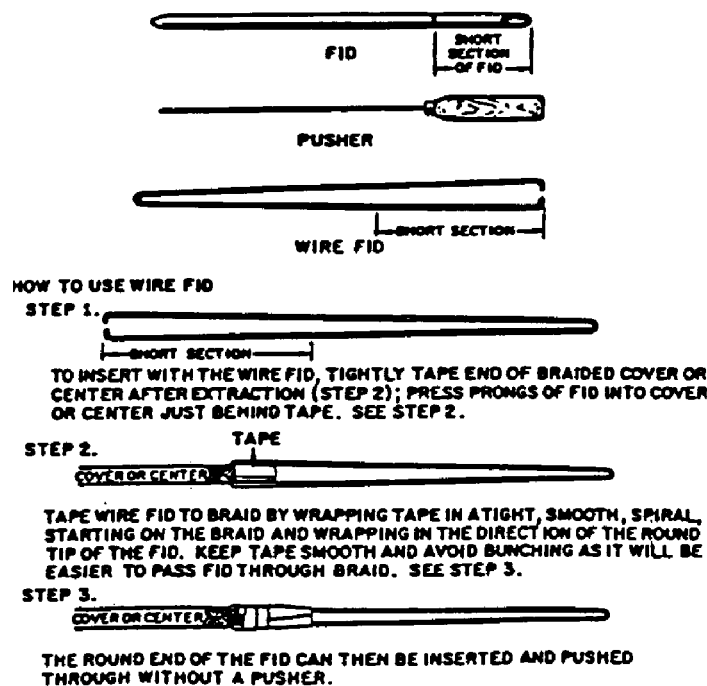 SHORT
SECTION
OF FID
FID
PUSHER
SHORT SECTION
WIRE FID
HOW TO USE WIRE FID
STEP 1.
SHORT SECTION
TO INSERT WITH THE WIRE FID, TIGHTLY TAPE END OF BRAIDED COVER OR
CENTER AFTER EXTRACTION (STEP 2); PRESS PRONGS OF FID INTO COVER
OR CENTER JUST BEHIND TAPE. SEE STEP 2.
STEP 2.
TAPE
COVER OR CENTER
TAPE WIRE FID TO BRAID BY WRAPPING TAPE IN A TIGHT, SMOOTH, SPIRAL,
STARTING ON THE BRAID AND WRAPPING IN THE DIRECTION OF THE ROUND
TIP OF THE FID. KEEP TAPE SMOOTH AND AVOID BUNCHING AS IT WILL BE
EASIER TO PASS FID THROUGH BRAID. SEE STEP 3.
STEP 3.
COVER OR CENTER
THE ROUND END OF THE FID CAN THEN BE INSERTED AND PUSHED
THROUGH WITHOUT A PUSHER.